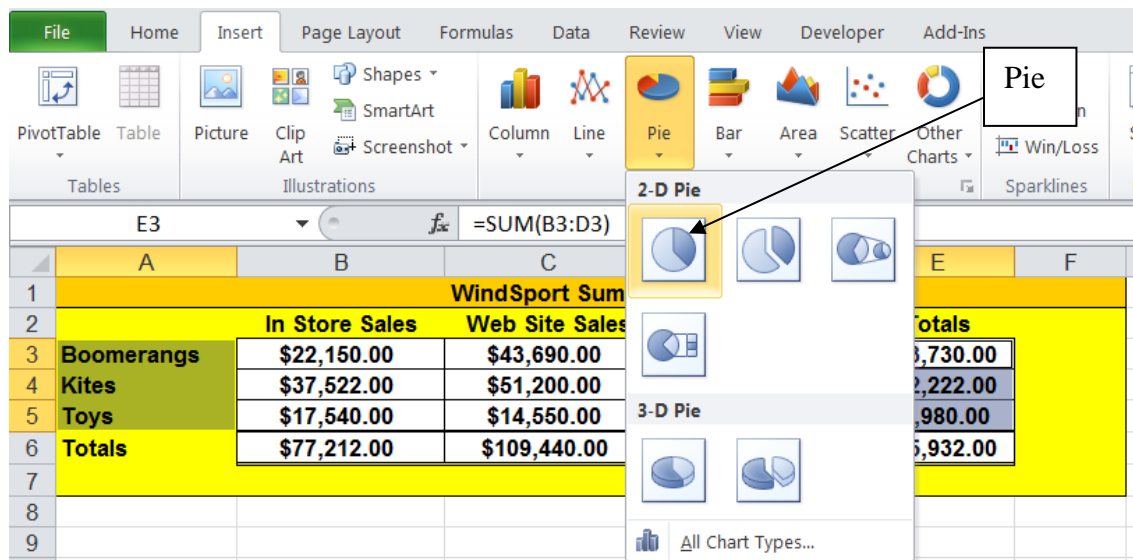 File Home Insert Page Layout Formulas Data Review View Developer Add-Ins
Pie
PivotTable Table Picture Clip Art Shapes SmartArt Screenshot Column Line Pie Bar Area Scatter Other Charts Win/Loss
Tables Illustrations Sparklines
E3 fx =SUM(B3:D3)
2-D Pie
A B C E F
1 WindSport Sum
2 In Store Sales Web Site Sales
3 Boomerangs $22,150.00 $43,690.00 ,730.00
4 Kites $37,522.00 $51,200.00 ,222.00
5 Toys $17,540.00 $14,550.00 ,980.00
6 Totals $77,212.00 $109,440.00 ,932.00
7
8
9
3-D Pie
All Chart Types...